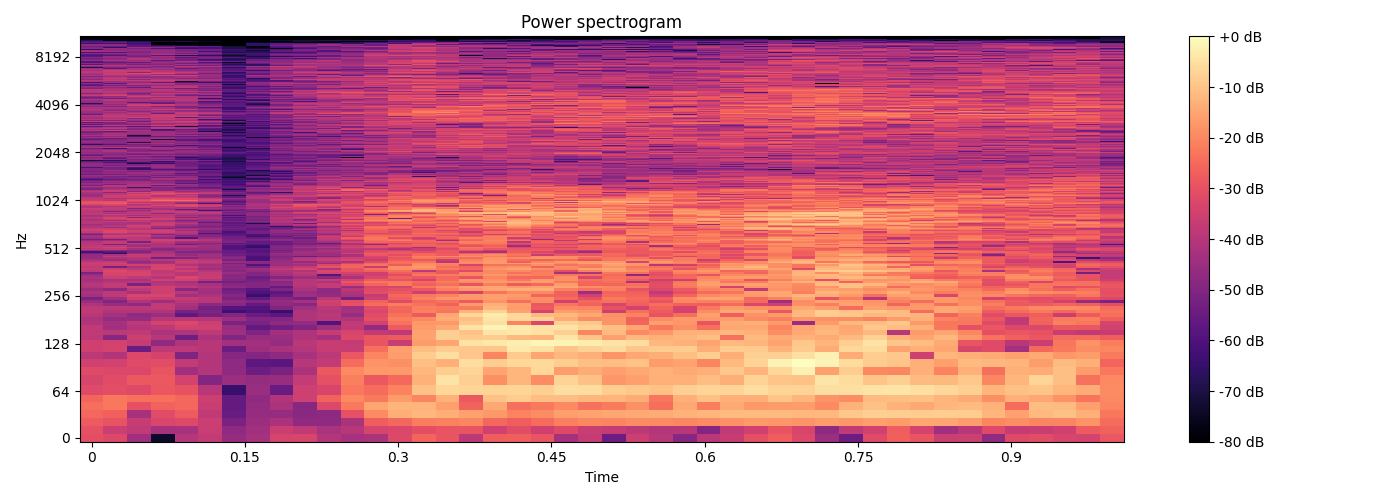 Power spectrogram
8192
4096
2048
1024
512
256
128
64
0
Hz
0 0.15 0.3 0.45 0.6 0.75 0.9
Time
+0 dB
-10 dB
-20 dB
-30 dB
-40 dB
-50 dB
-60 dB
-70 dB
-80 dB